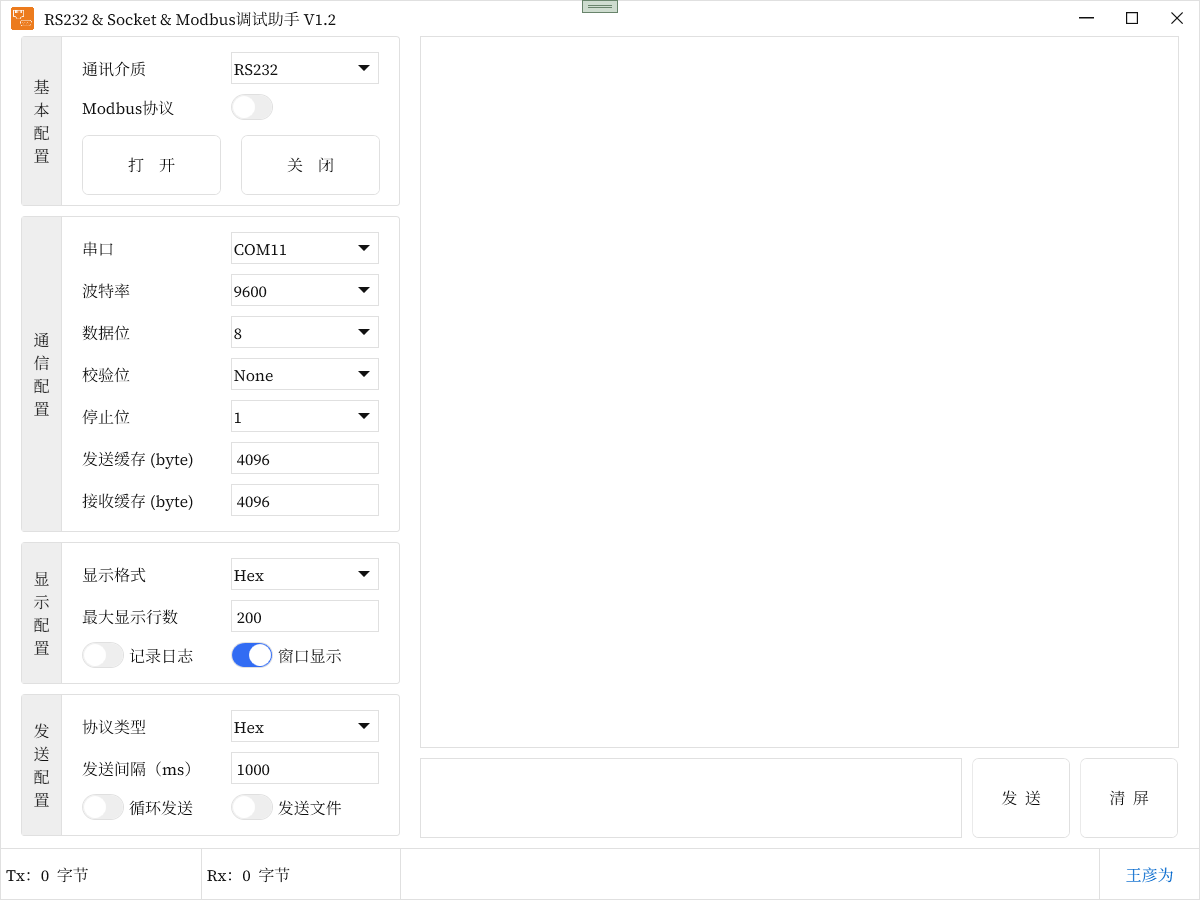 RS232 & Socket & Modbus调试助手 V1.2
基本配置
通讯介质 RS232
Modbus协议
打 开 关 闭
通信配置
串口 COM11
波特率 9600
数据位 8
校验位 None
停止位 1
发送缓存 (byte) 4096
接收缓存 (byte) 4096
显示配置
显示格式 Hex
最大显示行数 200
记录日志 窗口显示
发送配置
协议类型 Hex
发送间隔（ms） 1000
循环发送 发送文件
发 送 清 屏
Tx: 0 字节 Rx: 0 字节 王彦为